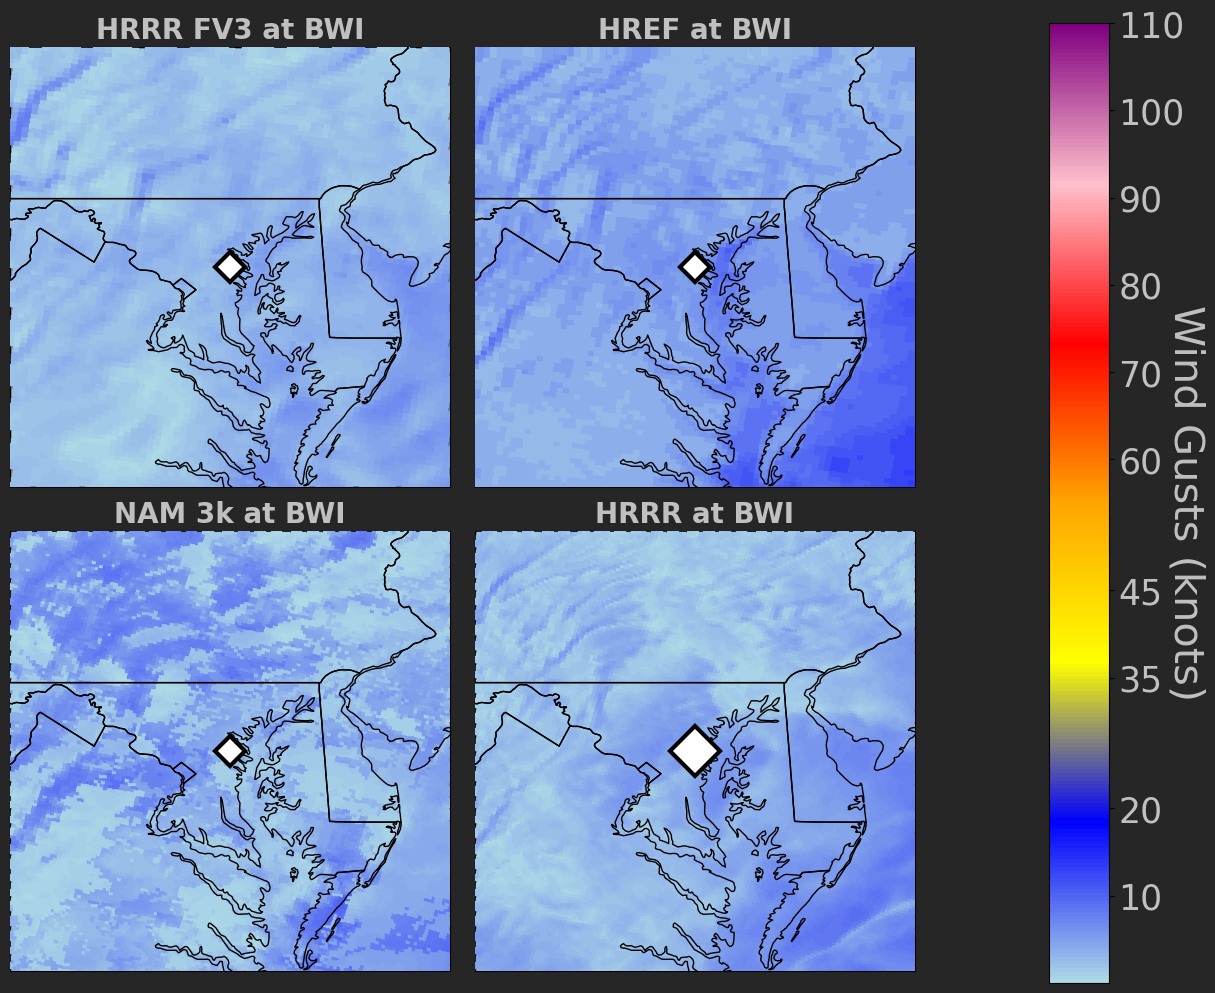 HRRR FV3 at BWI
HREF at BWI
NAM 3k at BWI
HRRR at BWI
110
100
90
80
70
60
45
35
20
10
Wind Gusts (knots)